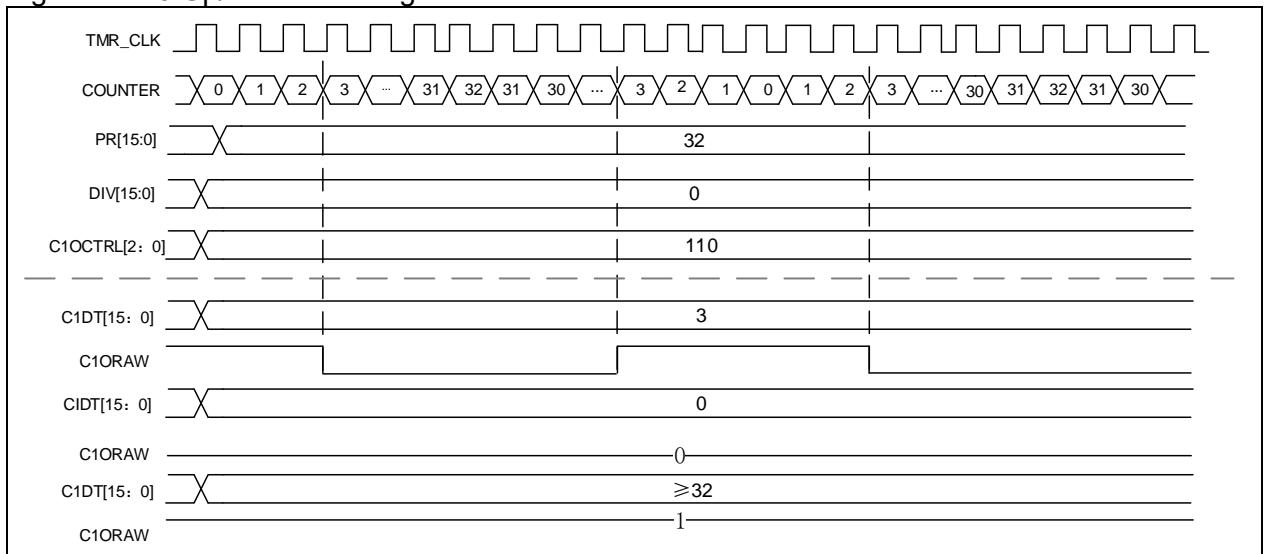 TMR_CLK
COUNTER 0 1 2 3 ... 31 32 31 30 ... 3 2 1 0 1 2 3 ... 30 31 32 31 30
PR[15:0] 32
DIV[15:0] 0
C1OCTRL[2：0] 110
C1DT[15：0] 3
C1ORAW
CIDT[15：0] 0
C1ORAW 0
C1DT[15：0] ≥32
C1ORAW 1